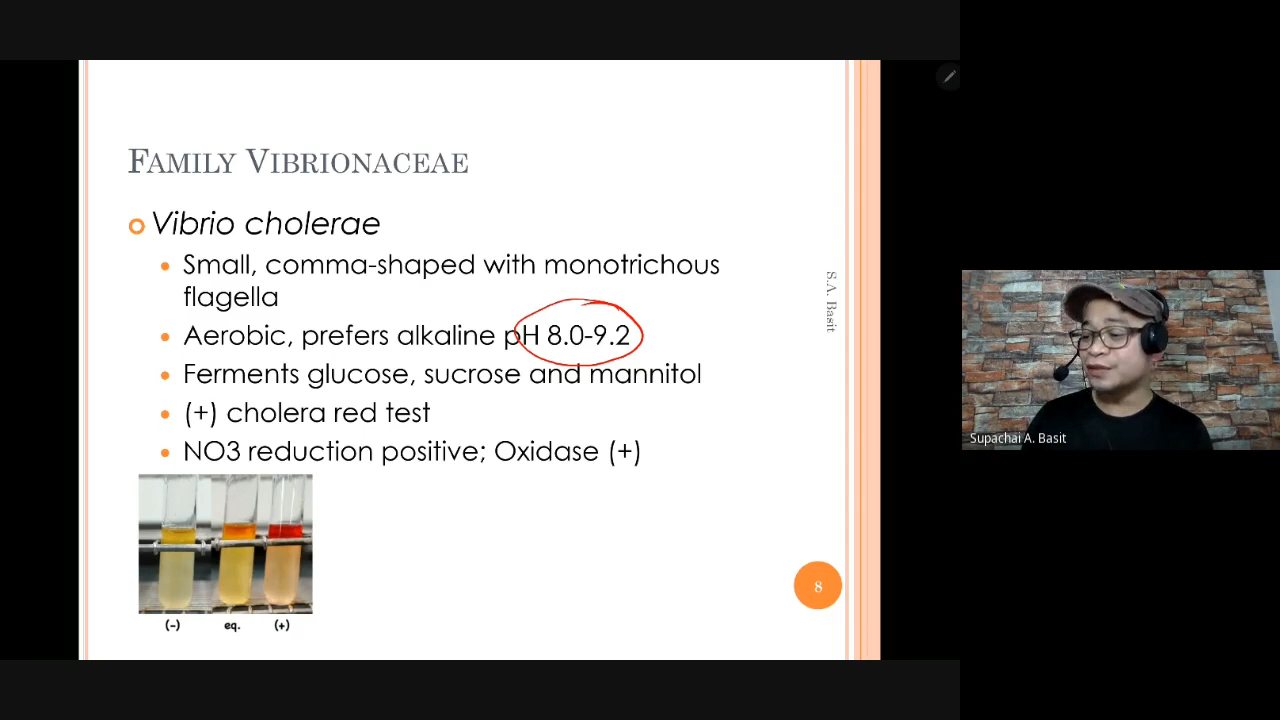 FAMILY VIBRIONACEAE
Vibrio cholerae
Small, comma-shaped with monotrichous
flagella
Aerobic, prefers alkaline pH 8.0-9.2
Ferments glucose, sucrose and mannitol
(+) cholera red test
NO3 reduction positive; Oxidase (+)
(-) eq. (+)
S.A. Basit
8
Supachai A. Basit